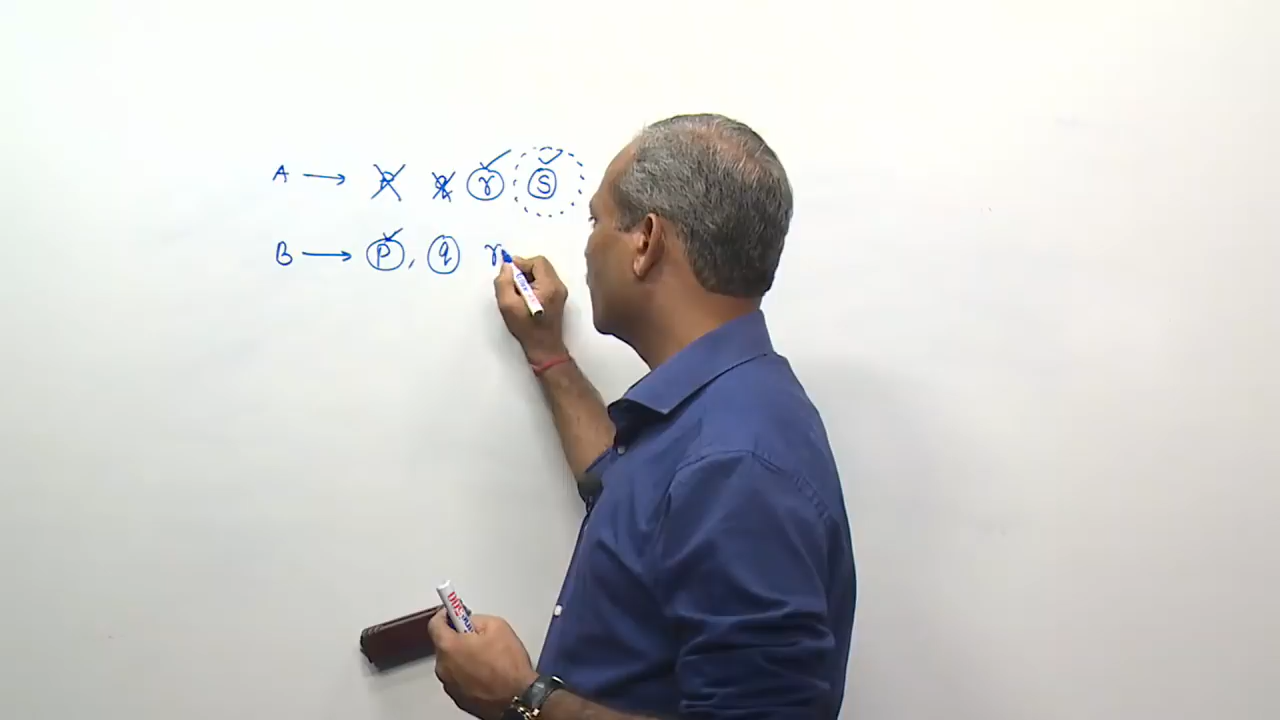 A → p q r s
B → p, q r